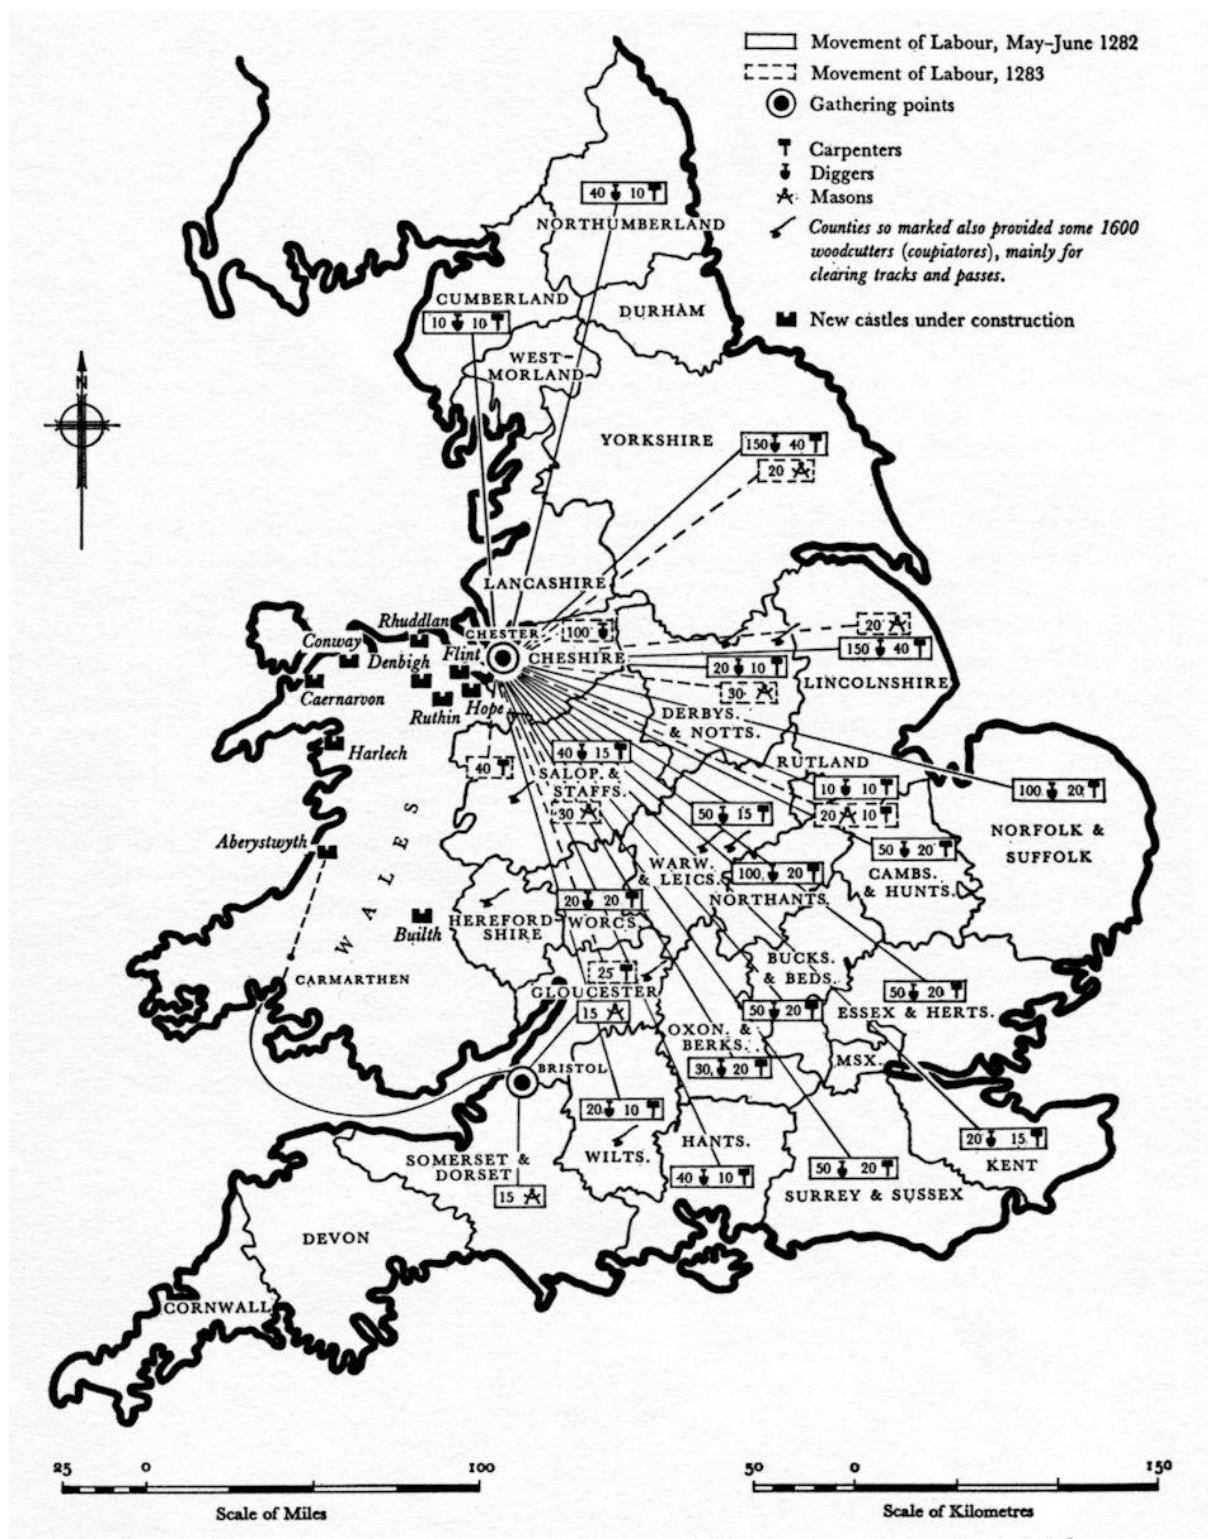 Movement of Labour, May–June 1282
Movement of Labour, 1283
Gathering points
Carpenters
Diggers
Masons
Counties so marked also provided some 1600
woodcutters (coupiatores), mainly for
clearing tracks and passes.
New castles under construction
N
40 10
NORTHUMBERLAND
CUMBERLAND
10 10
DURHAM
WEST-
MORLAND
YORKSHIRE
150 40
20
LANCASHIRE
Rhuddlan
CHESTER
100
20
Conway
Denbigh
Flint
CHESHIRE
150 40
20 10
LINCOLNSHIRE
Caernarvon
Ruthin
Hope
30
DERBYS.
& NOTTS.
Harlech
40 15
40
SALOP. &
STAFFS.
RUTLAND
10 10
100 20
30
50 15
20 10
NORFOLK &
SUFFOLK
Aberystwyth
50 20
WARW.
& LEICS.
100 20
CAMBS.
& HUNTS.
NORTHANTS.
WALES
20 20
HEREFORD-
SHIRE
WORCS.
Builth
BUCKS.
& BEDS.
CARMARTHEN
25
GLOUCESTER
50 20
15
50 20
ESSEX & HERTS.
OXON. &
BERKS.
MSX.
BRISTOL
30 20
20 10
HANTS.
20 15
KENT
WILTS.
SOMERSET &
DORSET
40 10
50 20
SURREY & SUSSEX
15
DEVON
CORNWALL
25 0 100
Scale of Miles
50 0 150
Scale of Kilometres